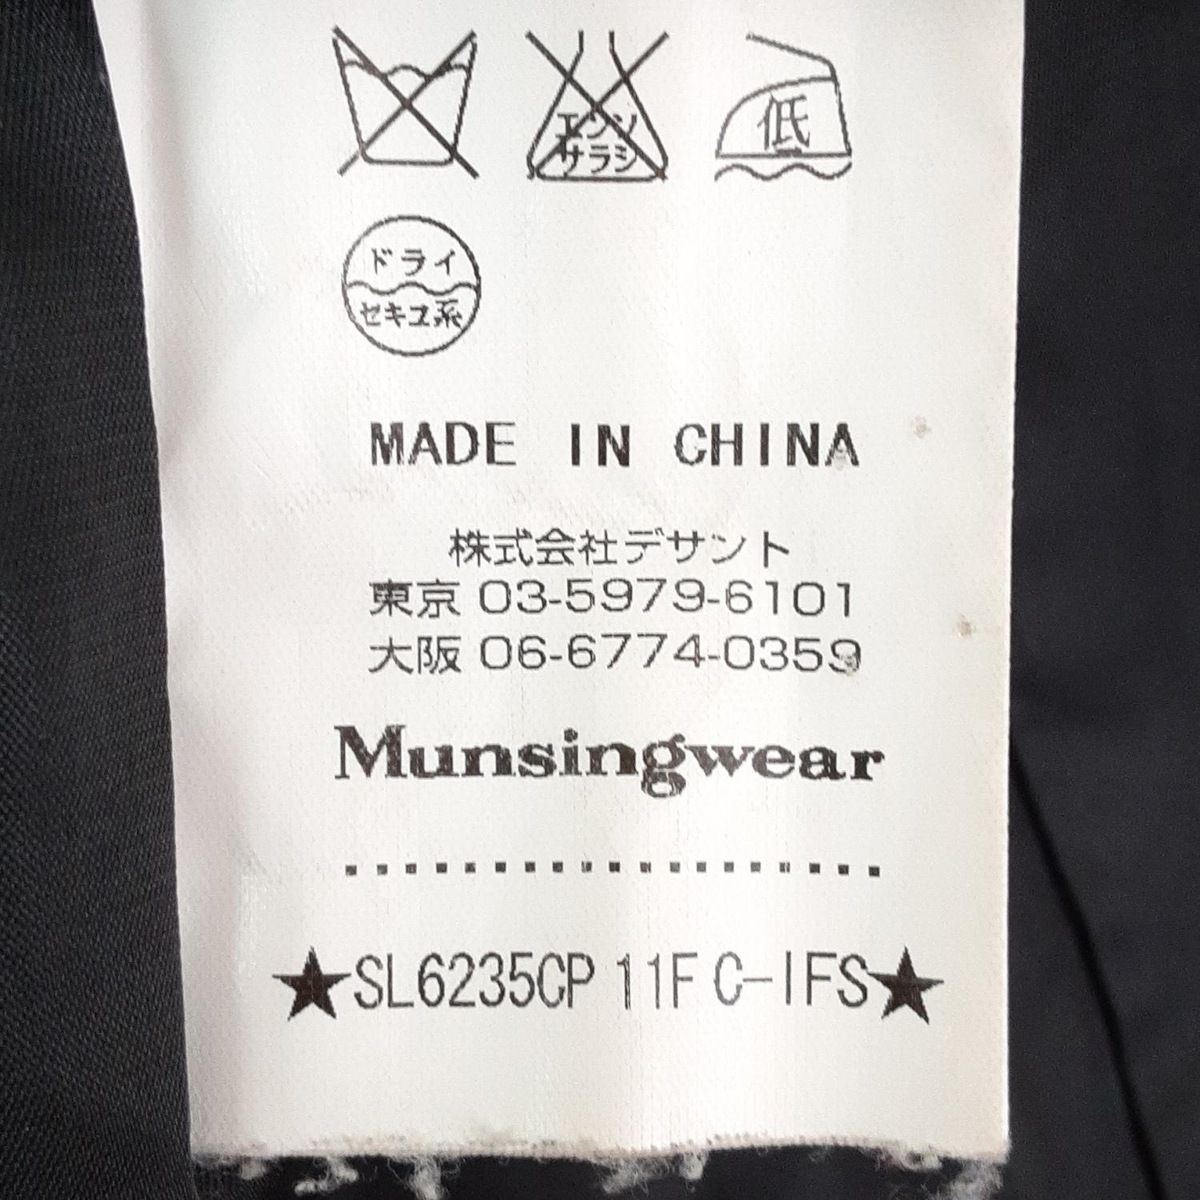 エンソ
サラシ
低
ドライ
セキユ系
MADE IN CHINA
株式会社デサント
東京 03-5979-6101
大阪 06-6774-0359
Munsingwear
★SL6235CP 11F C-IFS★